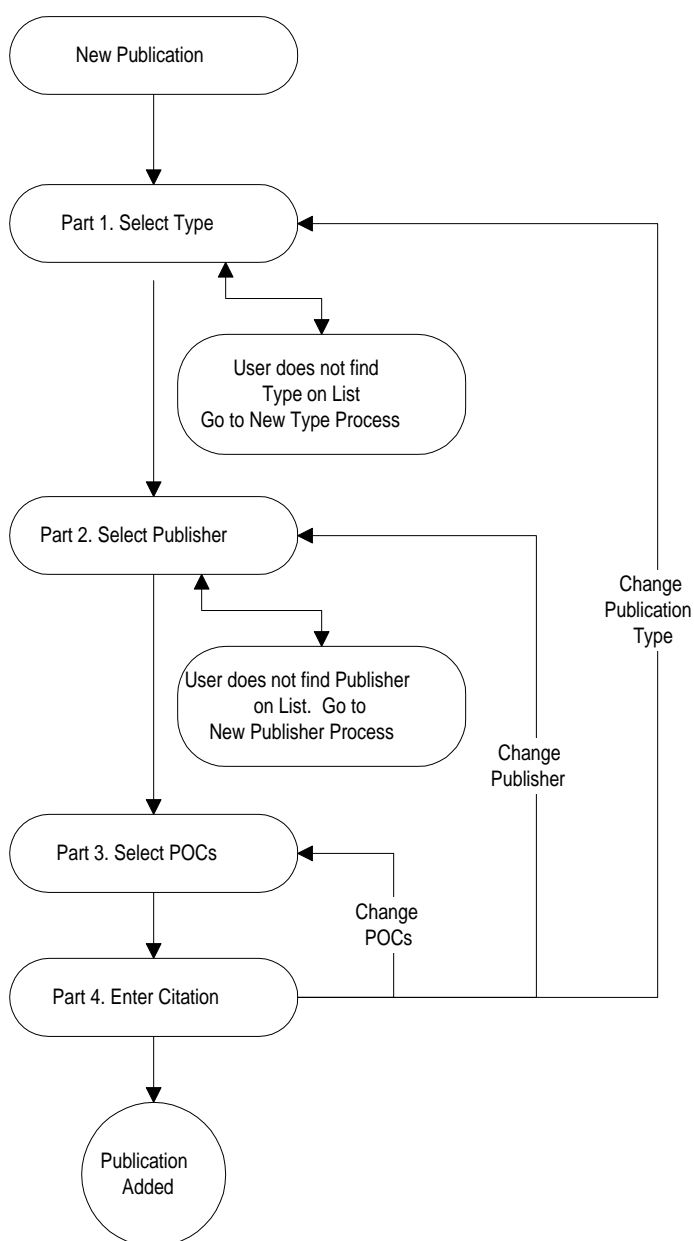 New Publication
Part 1. Select Type
User does not find
Type on List
Go to New Type Process
Part 2. Select Publisher
Change
Publication
Type
User does not find Publisher
on List.  Go to
New Publisher Process
Change
Publisher
Part 3. Select POCs
Change
POCs
Part 4. Enter Citation
Publication
Added